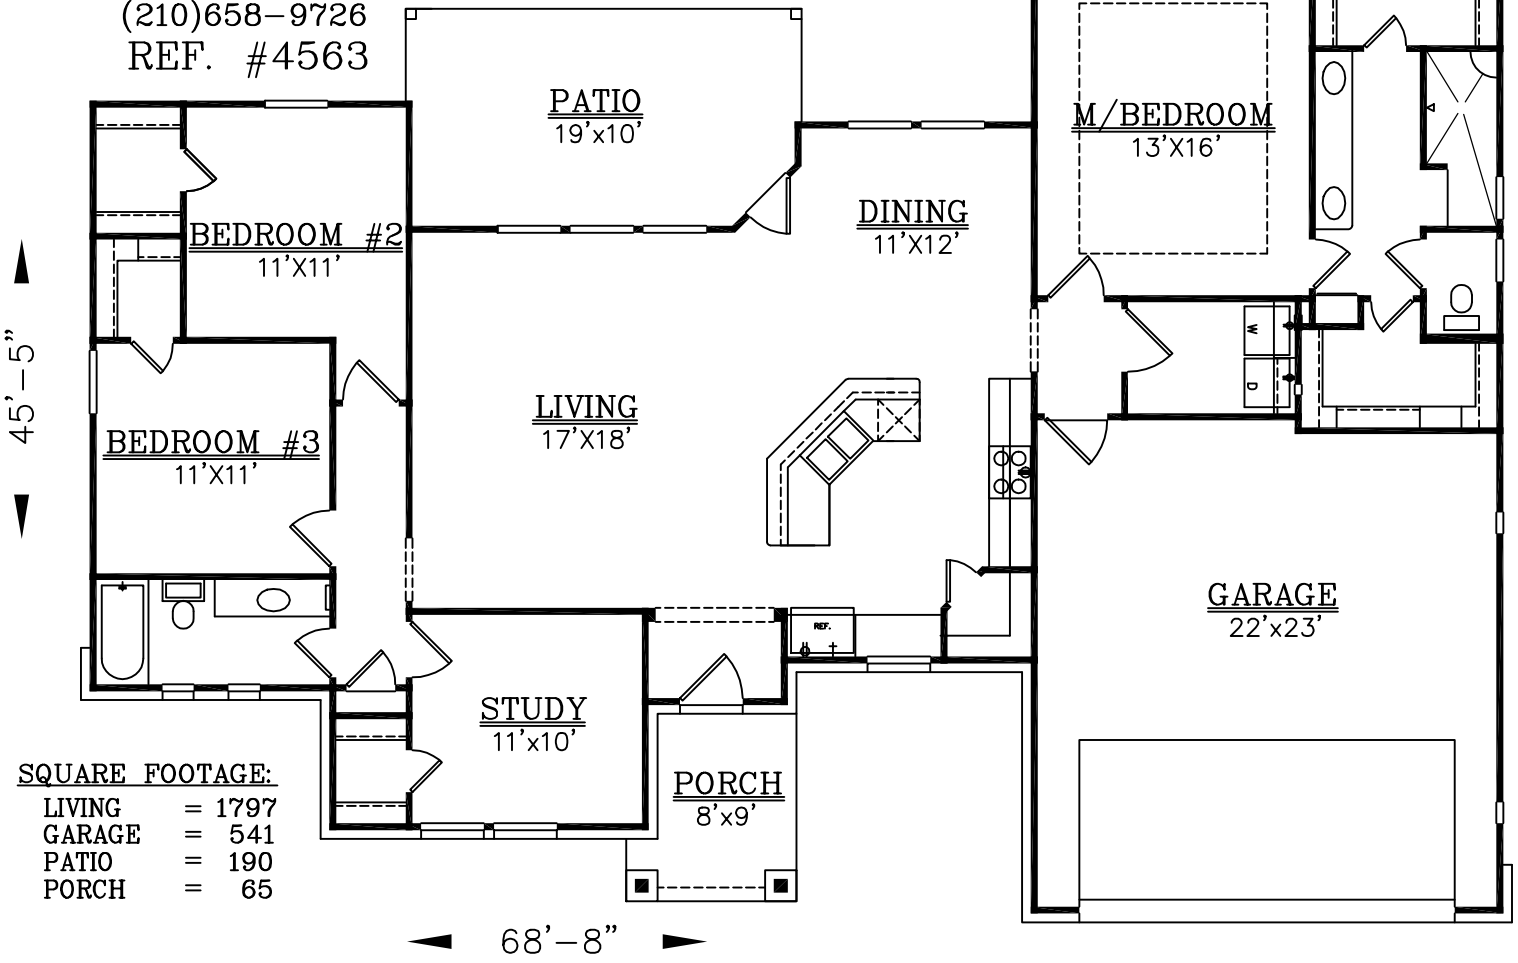 (210)658-9726
REF. #4563
PATIO
19'x10'
M/BEDROOM
13'X16'
BEDROOM #2
11'X11'
DINING
11'X12'
45'-5"
BEDROOM #3
11'X11'
LIVING
17'X18'
W
D
GARAGE
22'x23'
REF.
STUDY
11'x10'
PORCH
8'x9'
SQUARE FOOTAGE:
LIVING = 1797
GARAGE = 541
PATIO = 190
PORCH = 65
68'-8"